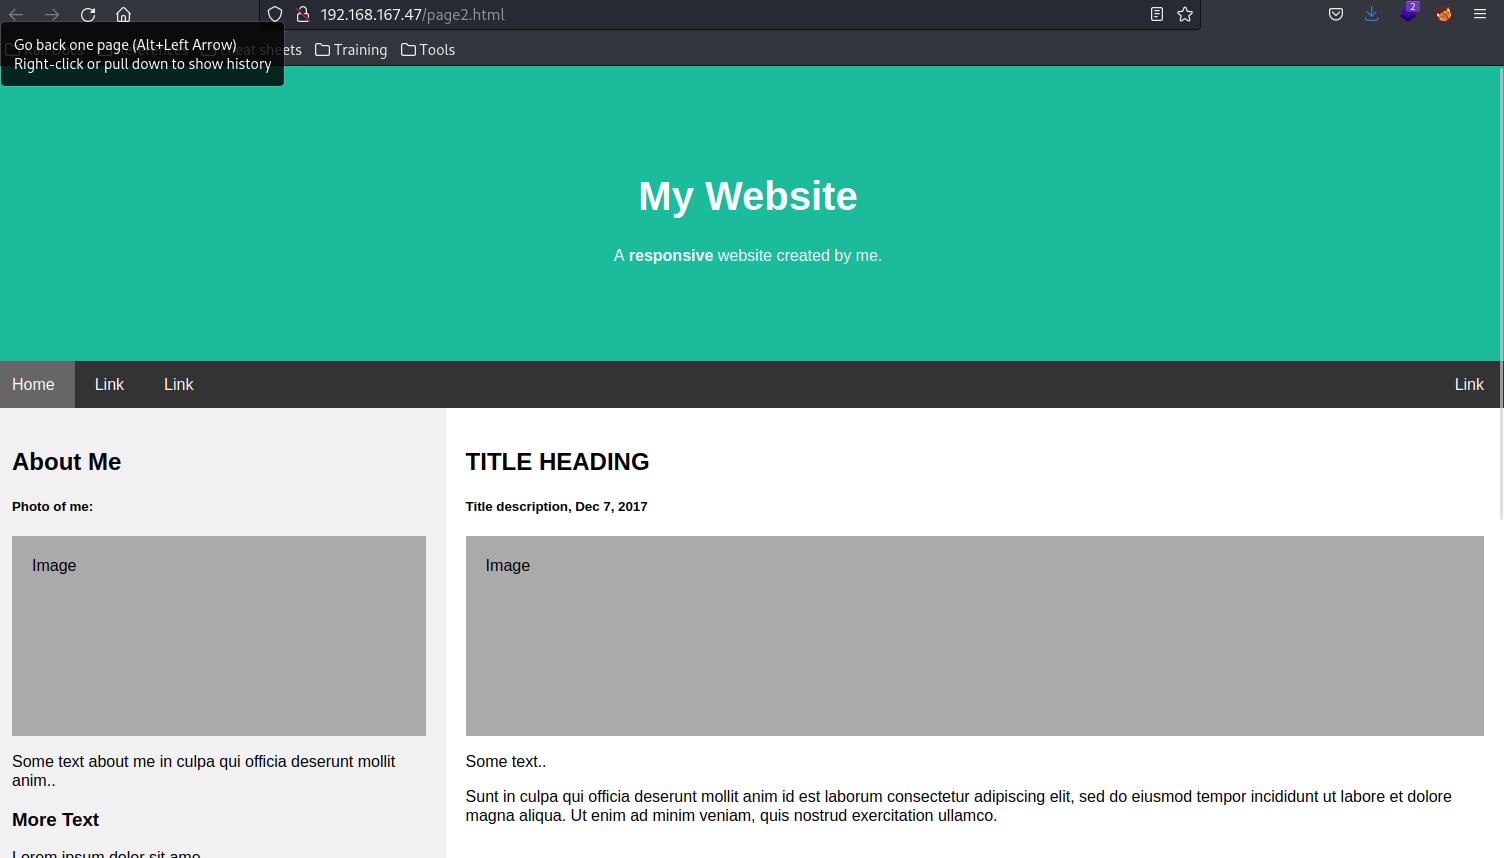 2
192.168.167.47/page2.html
Go back one page (Alt+Left Arrow)
Right-click or pull down to show history
sheets
Training
Tools
My Website
A responsive website created by me.
Home
Link
Link
Link
About Me
Photo of me:
Image
Some text about me in culpa qui officia deserunt mollit
anim..
More Text
Lorem ipsum dolor sit ame
TITLE HEADING
Title description, Dec 7, 2017
Image
Some text..
Sunt in culpa qui officia deserunt mollit anim id est laborum consectetur adipiscing elit, sed do eiusmod tempor incididunt ut labore et dolore
magna aliqua. Ut enim ad minim veniam, quis nostrud exercitation ullamco.